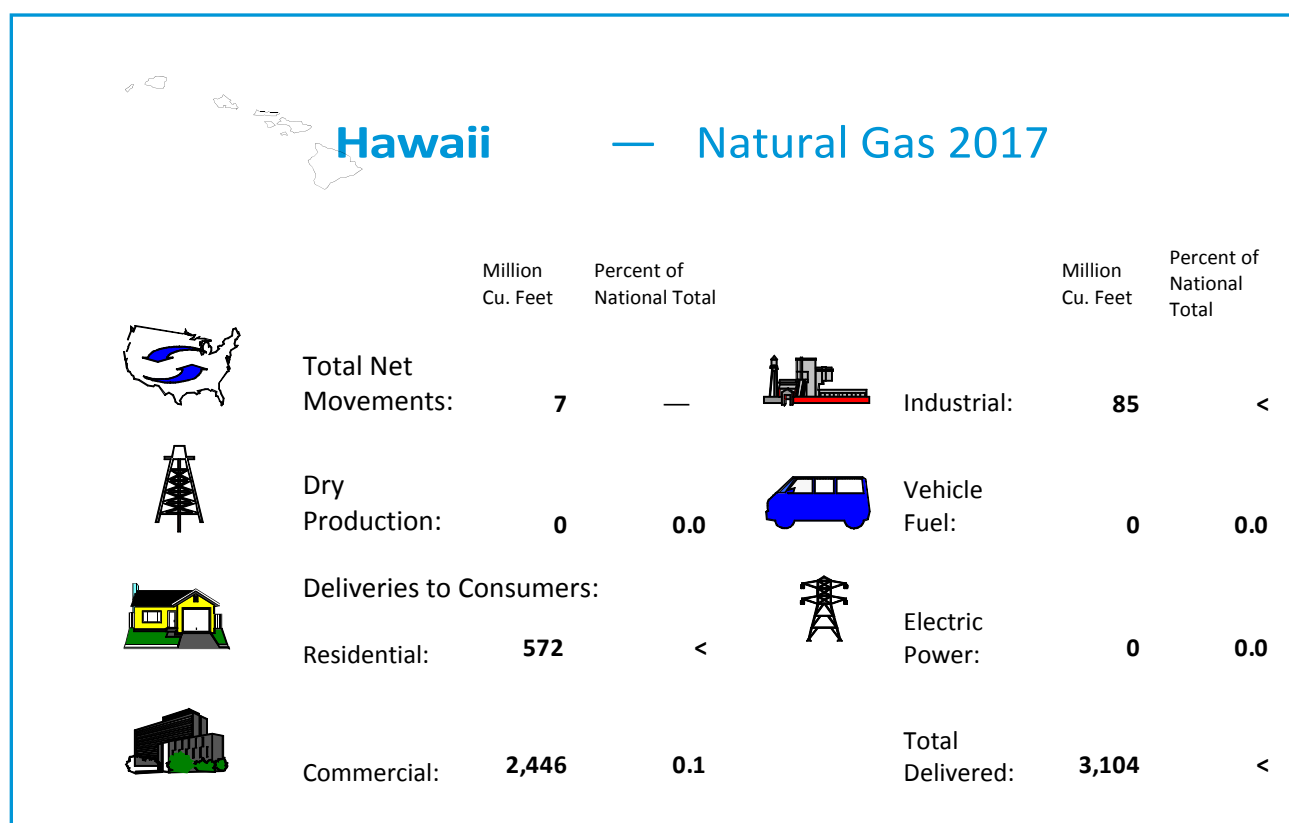 Hawaii — Natural Gas 2017
Million
Cu. Feet
Percent of
National Total
Total Net
Movements: 7 —
Dry
Production: 0 0.0
Deliveries to Consumers:
Residential: 572 <
Commercial: 2,446 0.1
Million
Cu. Feet
Percent of
National
Total
Industrial: 85 <
Vehicle
Fuel: 0 0.0
Electric
Power: 0 0.0
Total
Delivered: 3,104 <